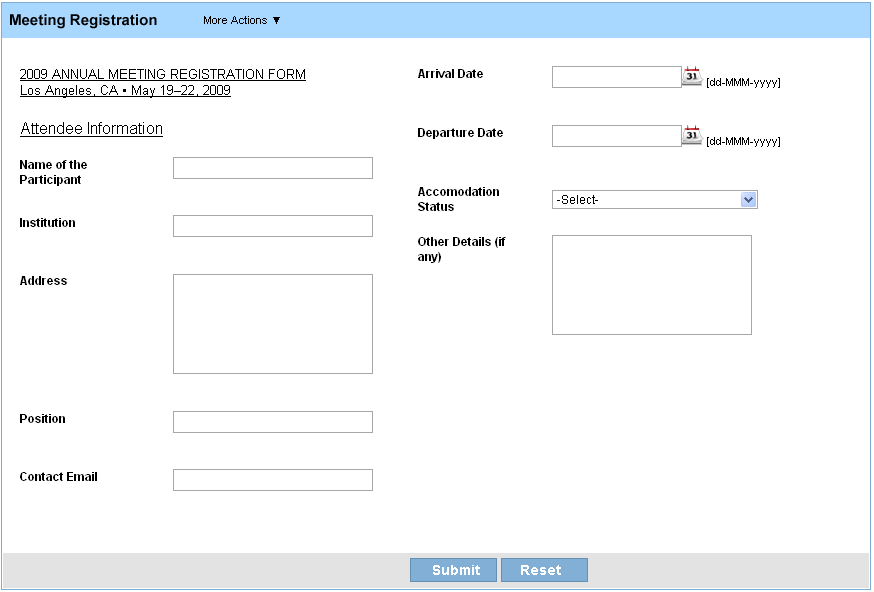 Meeting Registration
More Actions ▼
2009 ANNUAL MEETING REGISTRATION FORM
Los Angeles, CA • May 19–22, 2009
Attendee Information
Name of the
Participant
Institution
Address
Position
Contact Email
Arrival Date
31
[dd-MMM-yyyy]
Departure Date
31
[dd-MMM-yyyy]
Accomodation
Status
-Select-
Other Details (if
any)
Submit
Reset